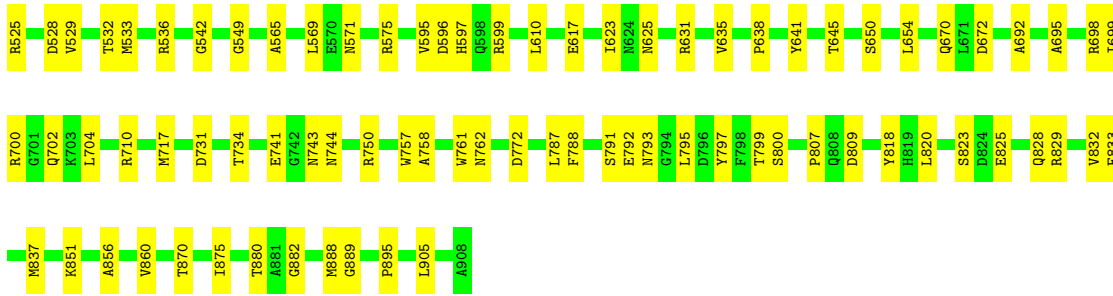 R525 D528 V529 T532 M533 R536 G542 G549 A565 L569 E570 N571 R575 V595 D596 H597 Q598 R599 L610 E617 I623 N624 N625 R631 V635 P638 Y641 T645 S650 L654 Q670 L671 D672 A692 A695 R698
R700 G701 Q702 K703 L704 R710 M717 D731 T734 E741 G742 N743 N744 R750 W757 A758 W761 N762 D772 L787 F788 S791 E792 N793 G794 L795 D796 Y797 F798 T799 S800 P807 Q808 D809 Y818 H819 L820 S823 D824 E825 Q828 R829 V832
M837 K851 A856 V860 T870 I875 T880 A881 G882 M888 G889 P895 L905 A908